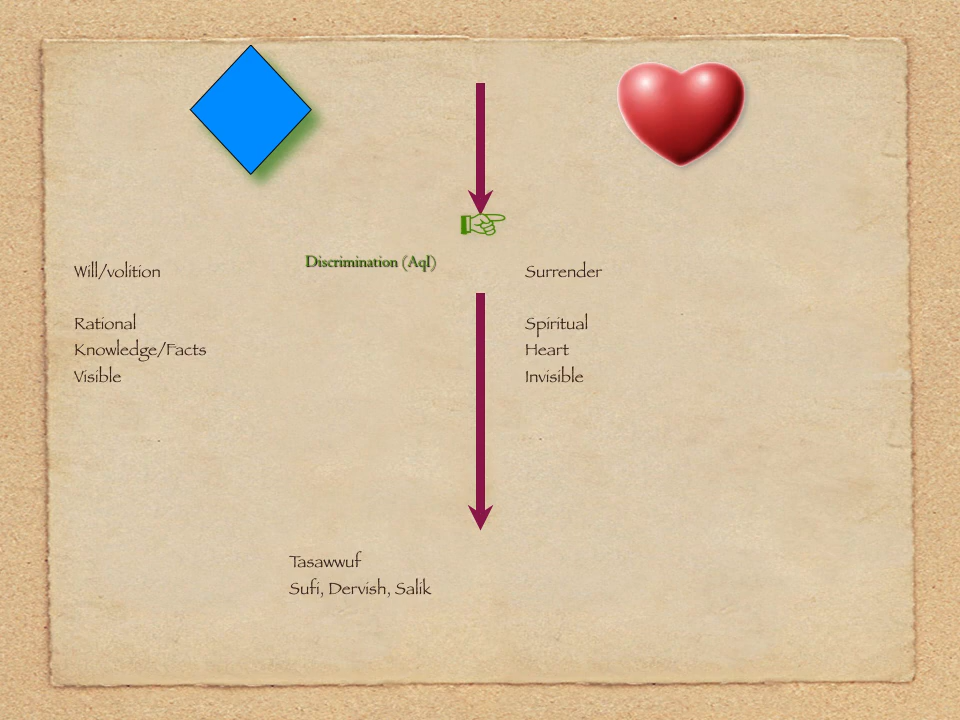 ☞
Discrimination (Aql)
Will/volition
Rational
Knowledge/Facts
Visible
Surrender
Spiritual
Heart
Invisible
Tasawwuf
Sufi, Dervish, Salik